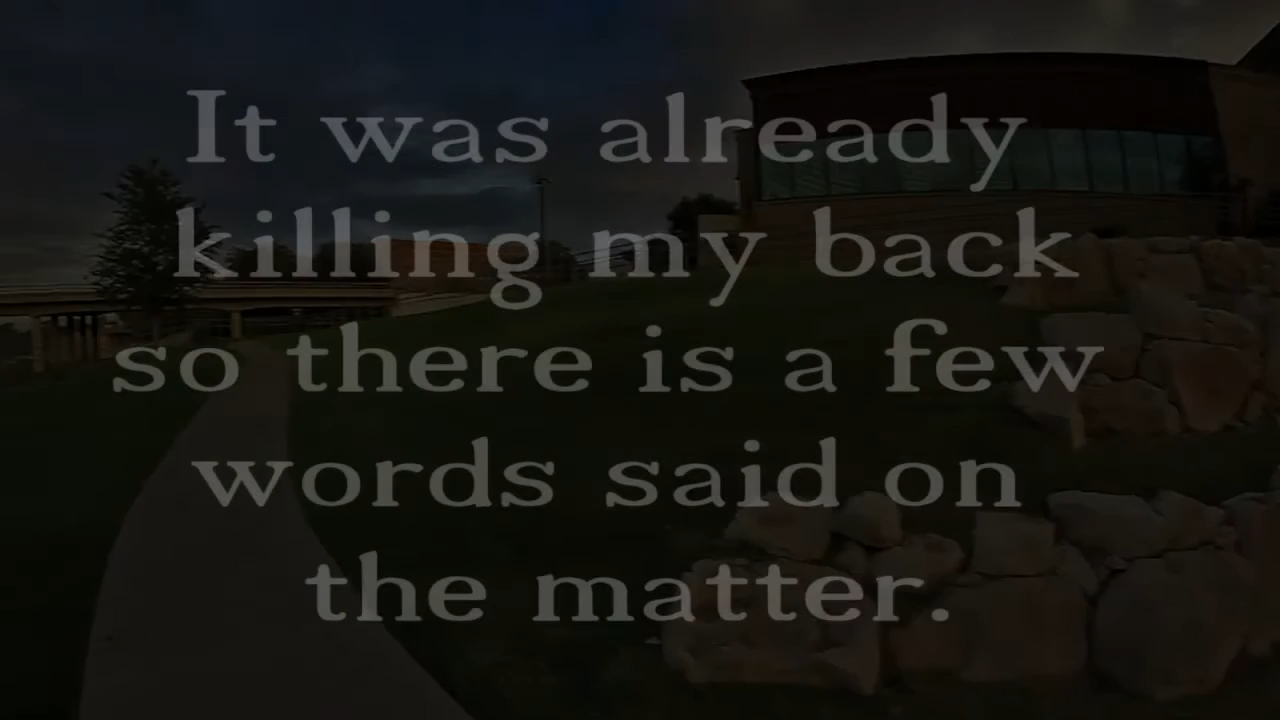 It was already
killing my back
so there is a few
words said on
the matter.